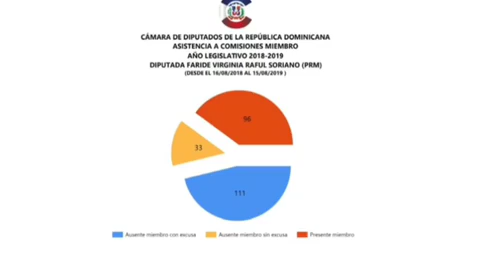 CÁMARA DE DIPUTADOS DE LA REPÚBLICA DOMINICANA
ASISTENCIA A COMISIONES MIEMBRO
AÑO LEGISLATIVO 2018-2019
DIPUTADA FARIDE VIRGINIA RAFUL SORIANO (PRM)
(DESDE EL 16/08/2018 AL 15/08/2019 )
96
33
111
Ausente miembro con excusa Ausente miembro sin excusa Presente miembro